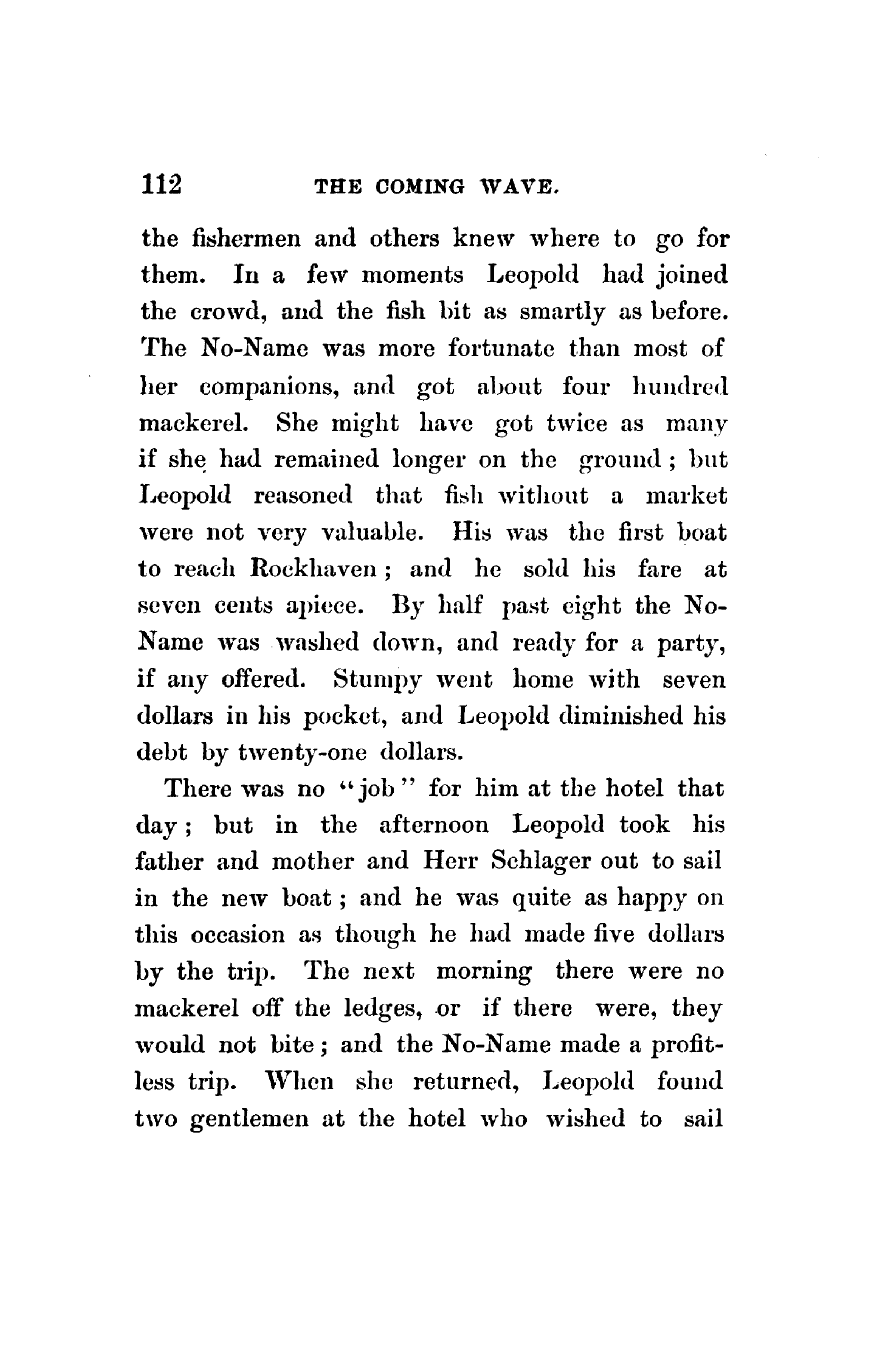 112 THE COMING WAVE.
the fishermen and others knew where to go for
them. In a few moments Leopold had joined
the crowd, and the fish bit as smartly as before.
The No-Name was more fortunate than most of
her companions, and got about four hundred
mackerel. She might have got twice as many
if she had remained longer on the ground ; but
Leopold reasoned that fish without a market
were not very valuable. His was the first boat
to reach Rockhaven ; and he sold his fare at
seven cents apiece. By half past eight the No-
Name was washed down, and ready for a party,
if any offered. Stumpy went home with seven
dollars in his pocket, and Leopold diminished his
debt by twenty-one dollars.
There was no “job” for him at the hotel that
day ; but in the afternoon Leopold took his
father and mother and Herr Schlager out to sail
in the new boat ; and he was quite as happy on
this occasion as though he had made five dollars
by the trip. The next morning there were no
mackerel off the ledges, or if there were, they
would not bite ; and the No-Name made a profit-
less trip. When she returned, Leopold found
two gentlemen at the hotel who wished to sail